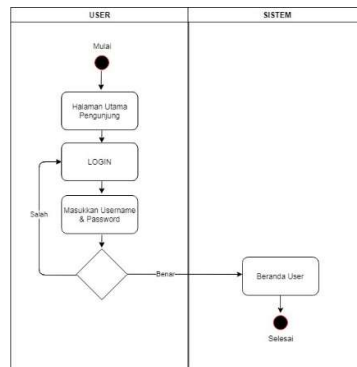 USER
SISTEM
Mulai
Halaman Utama
Pengunjung
LOGIN
Masukkan Username
& Password
Salah
Benar
Beranda User
Selesai